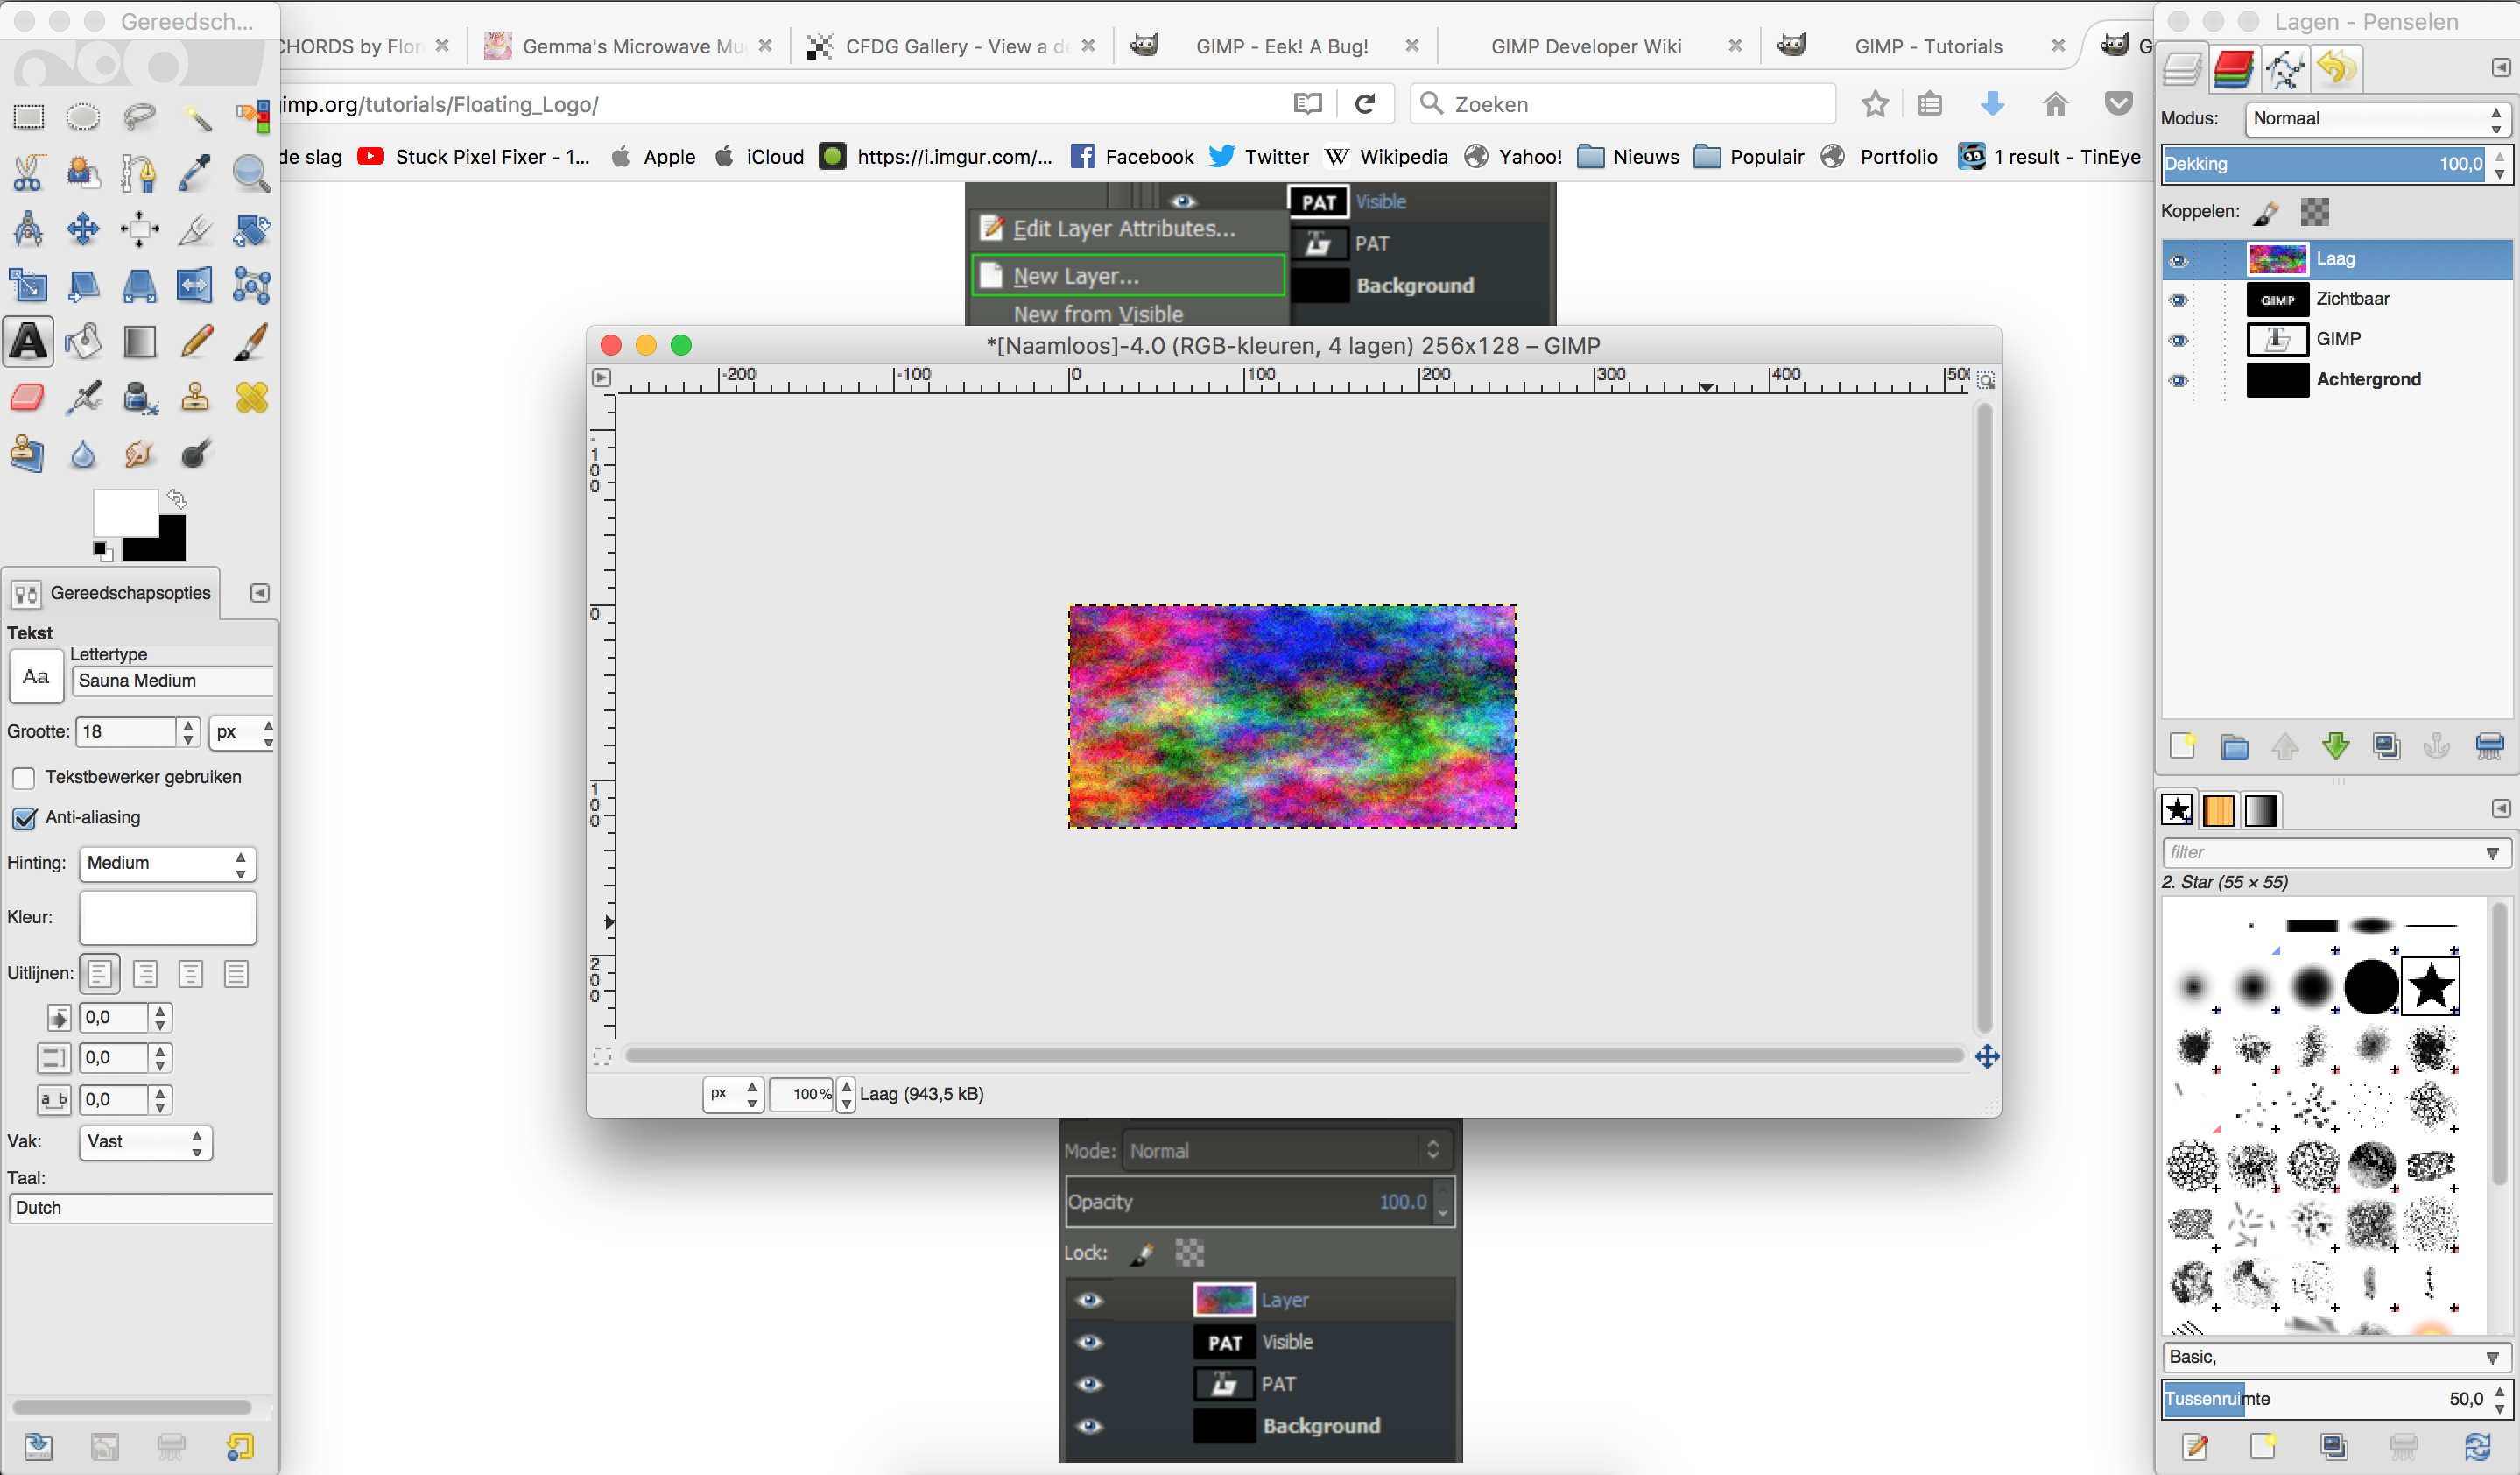 Gereedsch...
CHORDS by Flor
Gemma's Microwave Mu
CFDG Gallery - View a de
GIMP - Eek! A Bug!
GIMP Developer Wiki
GIMP - Tutorials
G
imp.org/tutorials/Floating_Logo/
Zoeken
de slag
Stuck Pixel Fixer - 1...
Apple
iCloud
https://i.imgur.com/...
Facebook
Twitter
Wikipedia
Yahoo!
Nieuws
Populair
Portfolio
1 result - TinEye
PAT Visible
Edit Layer Attributes...
PAT
New Layer...
Background
New from Visible
*[Naamloos]-4.0 (RGB-kleuren, 4 lagen) 256x128 – GIMP
-200 -100 0 100 200 300 400 500
-100
0
100
200
px 100% Laag (943,5 kB)
Mode: Normal
Opacity 100.0
Lock:
Layer
PAT Visible
PAT
Background
Gereedschapsopties
Tekst
Lettertype
Aa Sauna Medium
Grootte: 18 px
Tekstbewerker gebruiken
Anti-aliasing
Hinting: Medium
Kleur:
Uitlijnen:
0,0
0,0
a b 0,0
Vak: Vast
Taal:
Dutch
Lagen - Penselen
Modus: Normaal
Dekking 100,0
Koppelen:
Laag
GIMP Zichtbaar
GIMP
Achtergrond
filter
2. Star (55 × 55)
Basic,
Tussenruimte 50,0